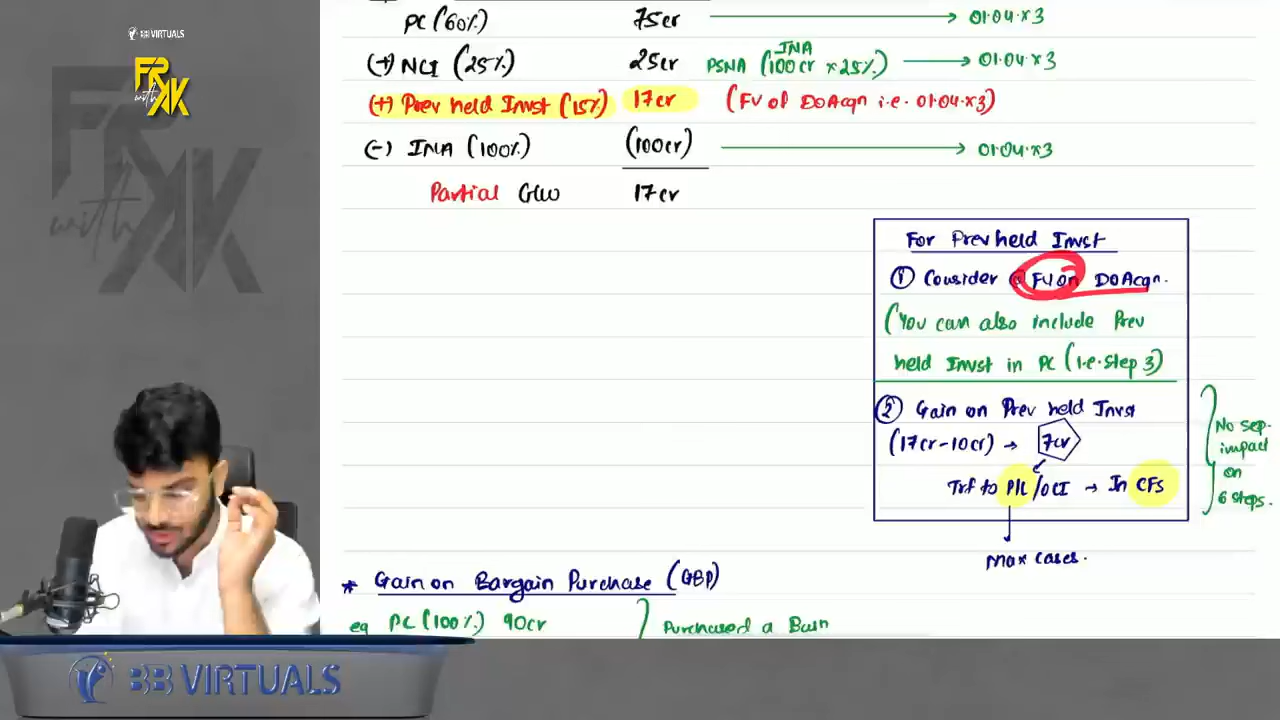 PC (60%) 75cr → 01.04.x3
BB VIRTUALS
FR
with
AK
INA
(+) NCI (25%) 25cr PSNA (100cr x 25%) → 01.04.x3
(+) Prev held Invst (15%) 17cr (FV of DoAcqn i.e. 01.04.x3)
(-) INA (100%) (100cr) → 01.04.x3
Partial GW 17cr
For Prev held Invst
① Consider @ FV on DoAcqn.
(You can also include Prev
held Invst in PC (i.e. Step 3)
② Gain on Prev held Invst
(17cr-10cr) → 7cr
Trf to P/L /OCI → In CFS
Max cases.
No sep.
impact
on
6 steps.
* Gain on Bargain Purchase (GBP)
eg PC (100%) 90cr } Purchased a Busn
BB VIRTUALS